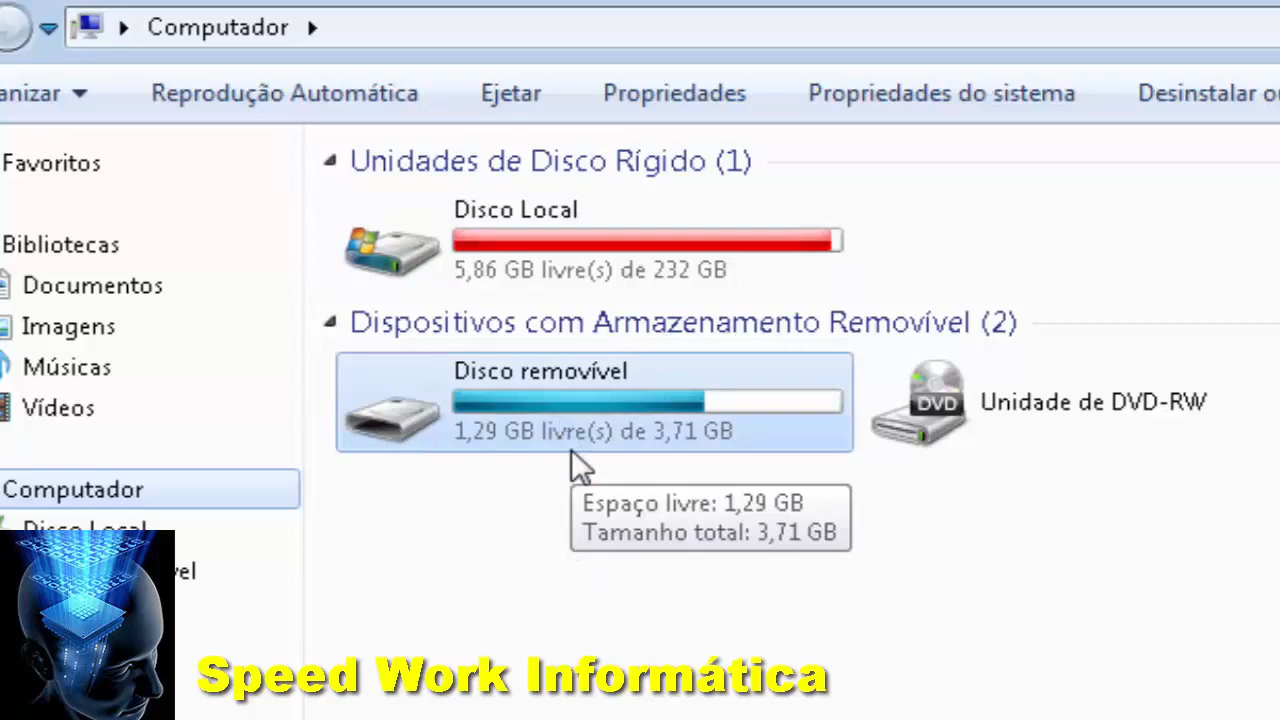 Computador
anizar
Reprodução Automática
Ejetar
Propriedades
Propriedades do sistema
Desinstalar ou
Favoritos
Bibliotecas
Documentos
Imagens
Músicas
Vídeos
Computador
Disco Local
vel
Unidades de Disco Rígido (1)
Disco Local
5,86 GB livre(s) de 232 GB
Dispositivos com Armazenamento Removível (2)
Disco removível
1,29 GB livre(s) de 3,71 GB
DVD
Unidade de DVD-RW
Espaço livre: 1,29 GB
Tamanho total: 3,71 GB
Speed Work Informática